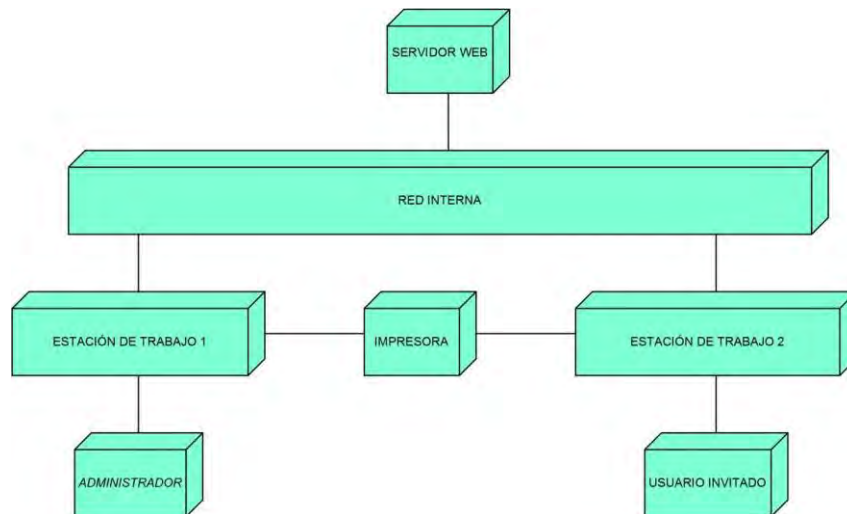 SERVIDOR WEB
RED INTERNA
ESTACIÓN DE TRABAJO 1
IMPRESORA
ESTACIÓN DE TRABAJO 2
ADMINISTRADOR
USUARIO INVITADO